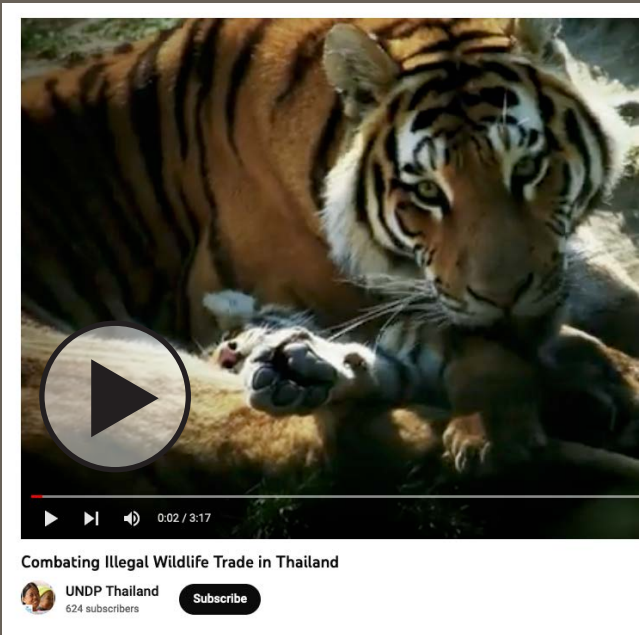 0:02 / 3:17
Combating Illegal Wildlife Trade in Thailand
UNDP Thailand
624 subscribers
Subscribe